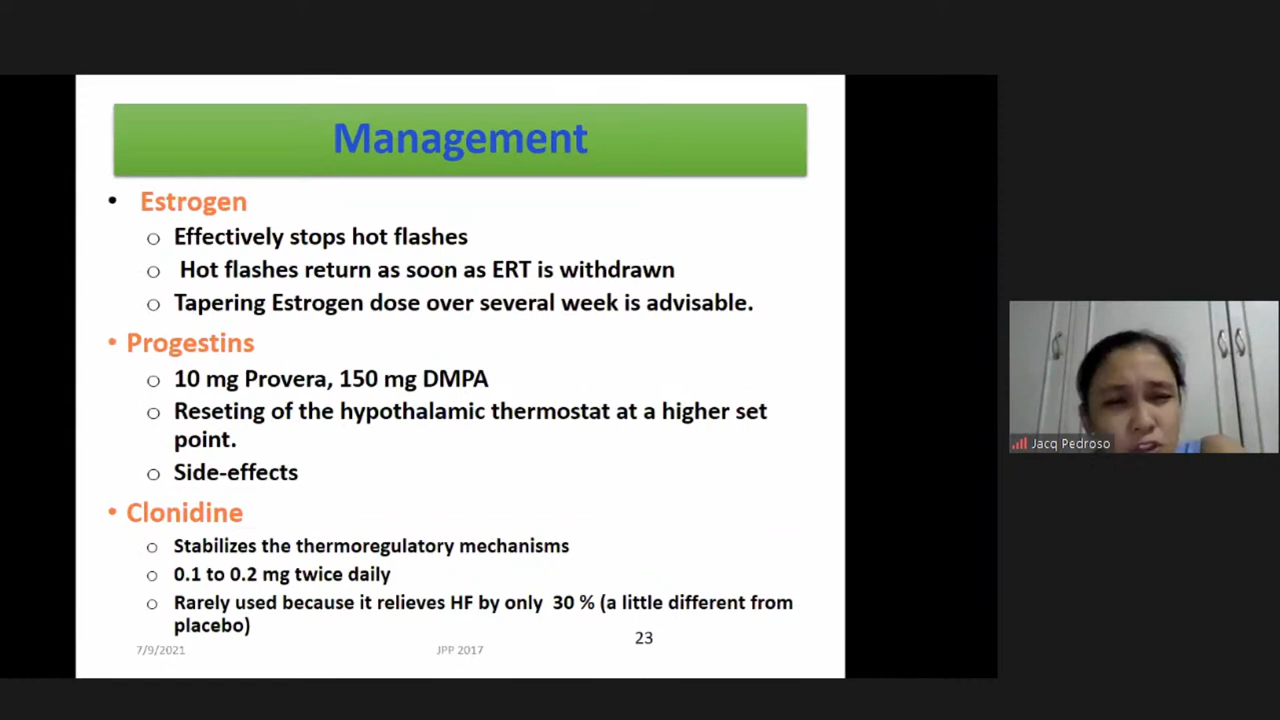 Management
• Estrogen
o Effectively stops hot flashes
o Hot flashes return as soon as ERT is withdrawn
o Tapering Estrogen dose over several week is advisable.
• Progestins
o 10 mg Provera, 150 mg DMPA
o Reseting of the hypothalamic thermostat at a higher set
point.
o Side-effects
• Clonidine
o Stabilizes the thermoregulatory mechanisms
o 0.1 to 0.2 mg twice daily
o Rarely used because it relieves HF by only 30 % (a little different from
placebo)
7/9/2021
JPP 2017
23
Jacq Pedroso